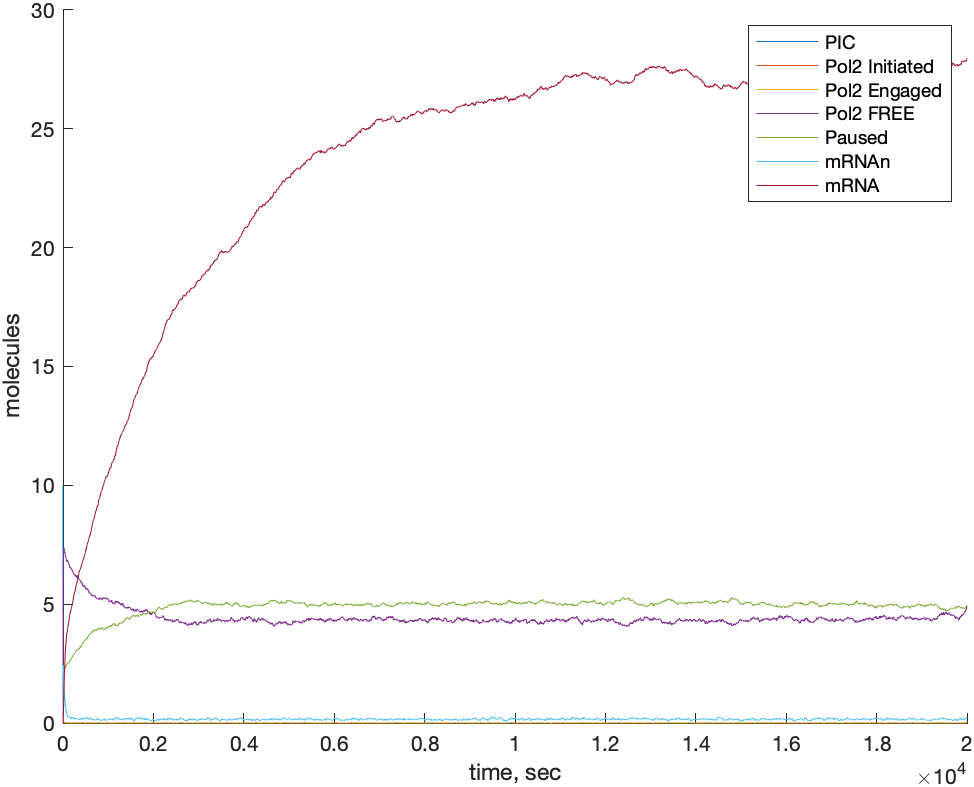 30
25
20
15
10
5
0
molecules
PIC
Pol2 Initiated
Pol2 Engaged
Pol2 FREE
Paused
mRNAn
mRNA
0 0.2 0.4 0.6 0.8 1 1.2 1.4 1.6 1.8 2
time, sec
×10⁴